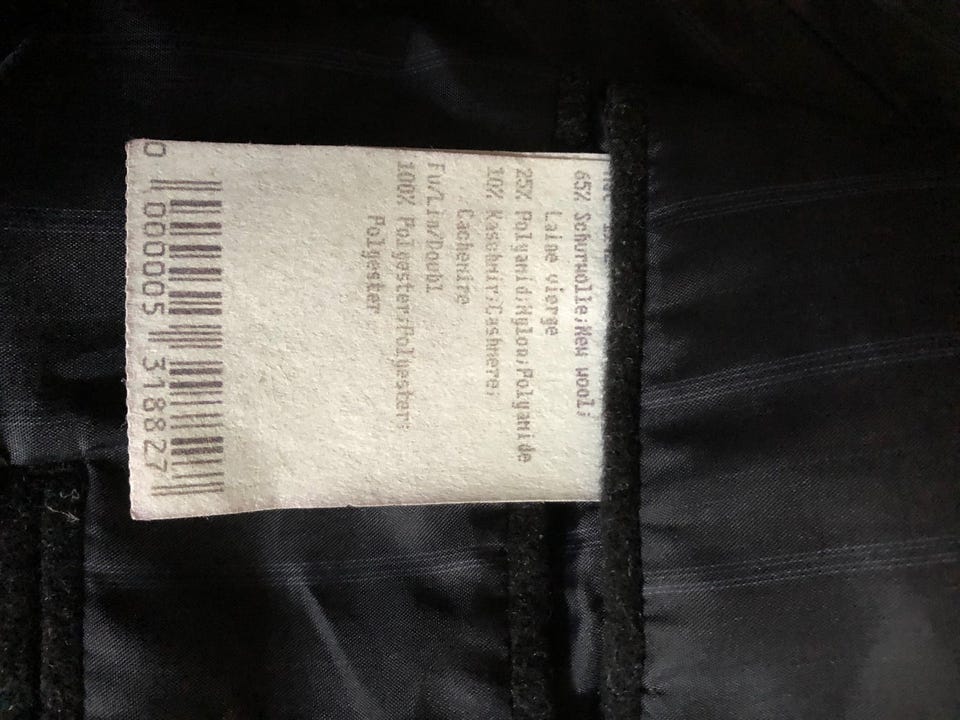 65% Schurwolle;New wool;
Laine vierge
25% Polyamid;Nylon;Polyamide
10% Kaschmir;Cashmere;
Cachemire
Fu/Lin/Doubl
100% Polyester;Polyester;
Polyester
0 000005 318827